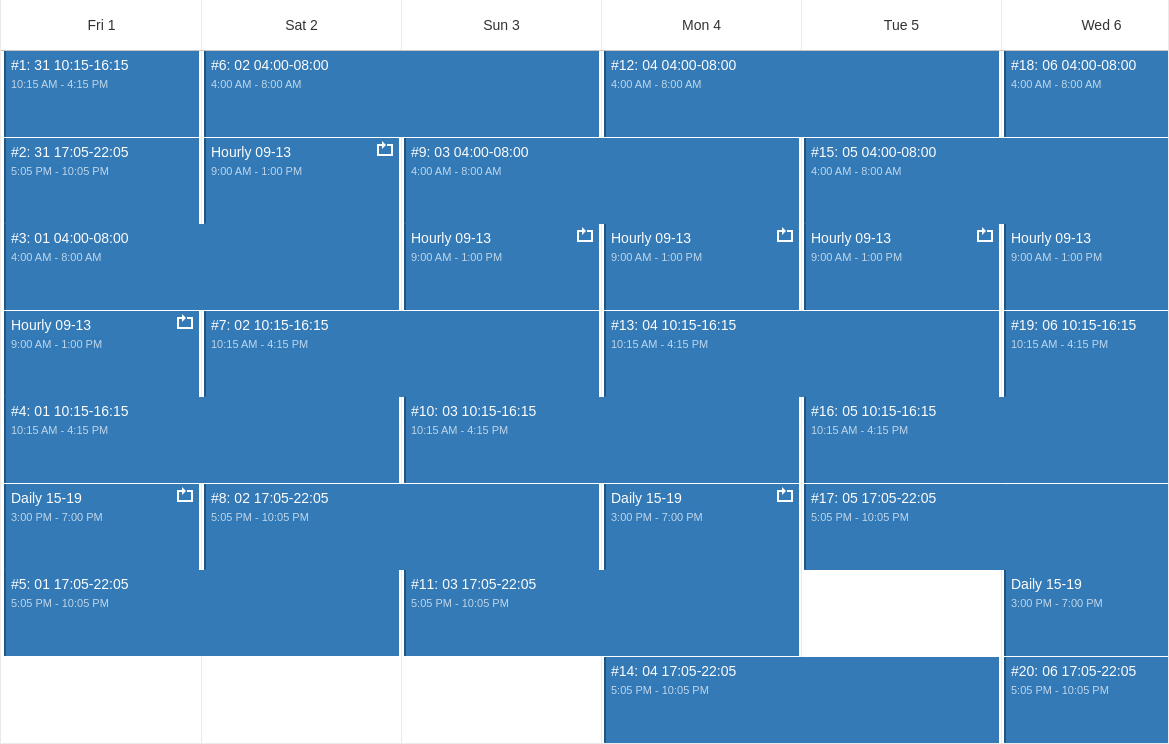 Fri 1
Sat 2
Sun 3
Mon 4
Tue 5
Wed 6
#1: 31 10:15-16:15
10:15 AM - 4:15 PM
#6: 02 04:00-08:00
4:00 AM - 8:00 AM
#12: 04 04:00-08:00
4:00 AM - 8:00 AM
#18: 06 04:00-08:00
4:00 AM - 8:00 AM
#2: 31 17:05-22:05
5:05 PM - 10:05 PM
Hourly 09-13
9:00 AM - 1:00 PM
#9: 03 04:00-08:00
4:00 AM - 8:00 AM
#15: 05 04:00-08:00
4:00 AM - 8:00 AM
#3: 01 04:00-08:00
4:00 AM - 8:00 AM
Hourly 09-13
9:00 AM - 1:00 PM
Hourly 09-13
9:00 AM - 1:00 PM
Hourly 09-13
9:00 AM - 1:00 PM
Hourly 09-13
9:00 AM - 1:00 PM
Hourly 09-13
9:00 AM - 1:00 PM
#7: 02 10:15-16:15
10:15 AM - 4:15 PM
#13: 04 10:15-16:15
10:15 AM - 4:15 PM
#19: 06 10:15-16:15
10:15 AM - 4:15 PM
#4: 01 10:15-16:15
10:15 AM - 4:15 PM
#10: 03 10:15-16:15
10:15 AM - 4:15 PM
#16: 05 10:15-16:15
10:15 AM - 4:15 PM
Daily 15-19
3:00 PM - 7:00 PM
#8: 02 17:05-22:05
5:05 PM - 10:05 PM
Daily 15-19
3:00 PM - 7:00 PM
#17: 05 17:05-22:05
5:05 PM - 10:05 PM
#5: 01 17:05-22:05
5:05 PM - 10:05 PM
#11: 03 17:05-22:05
5:05 PM - 10:05 PM
Daily 15-19
3:00 PM - 7:00 PM
#14: 04 17:05-22:05
5:05 PM - 10:05 PM
#20: 06 17:05-22:05
5:05 PM - 10:05 PM